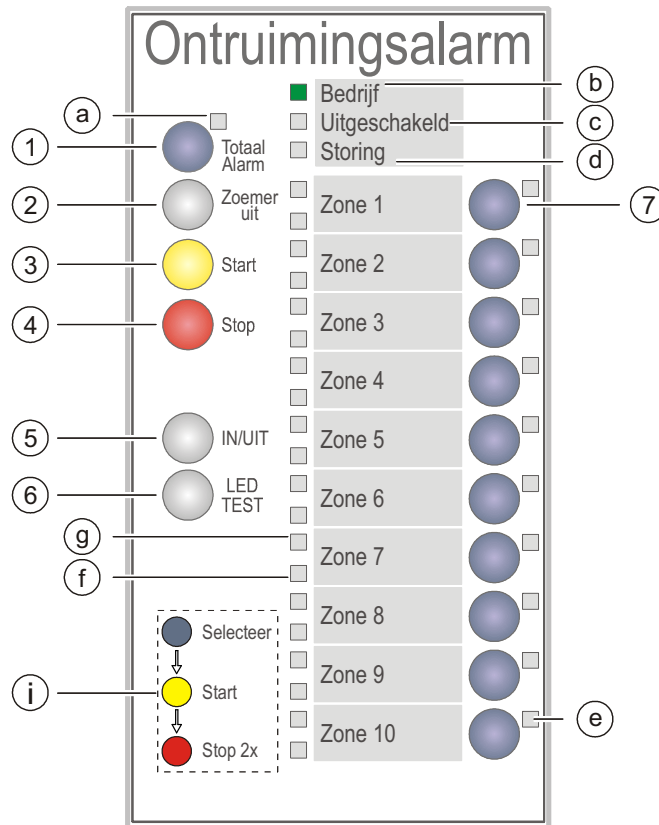 Ontruimingsalarm
b
Bedrijf
a
Uitgeschakeld
c
1
Totaal
Alarm
Storing
d
2
Zoemer
uit
Zone 1
7
3
Start
Zone 2
4
Stop
Zone 3
Zone 4
5
IN/UIT
Zone 5
6
LED
TEST
Zone 6
g
Zone 7
f
Selecteer
Zone 8
i
Start
Zone 9
Stop 2x
Zone 10
e